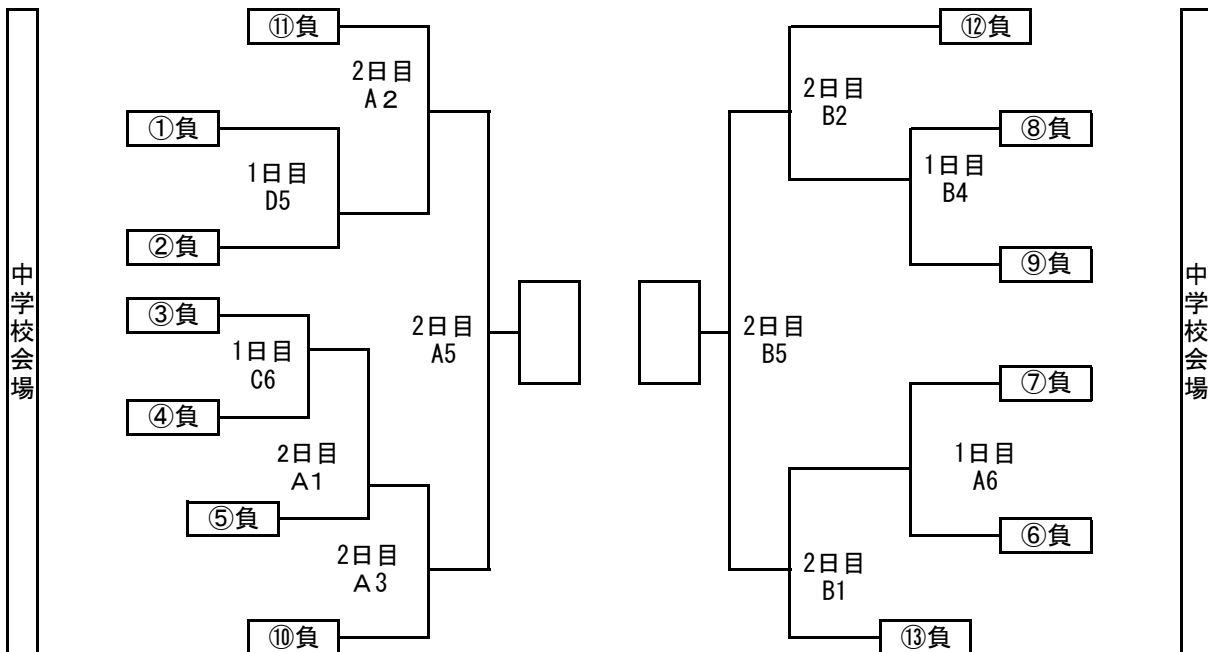 中学校会場
⑪負
2日目
A2
①負
1日目
D5
②負
③負
1日目
C6
④負
2日目
A1
⑤負
2日目
A3
⑩負
2日目
A5
⑫負
2日目
B2
⑧負
1日目
B4
⑨負
2日目
B5
⑦負
1日目
A6
⑥負
2日目
B1
⑬負
中学校会場